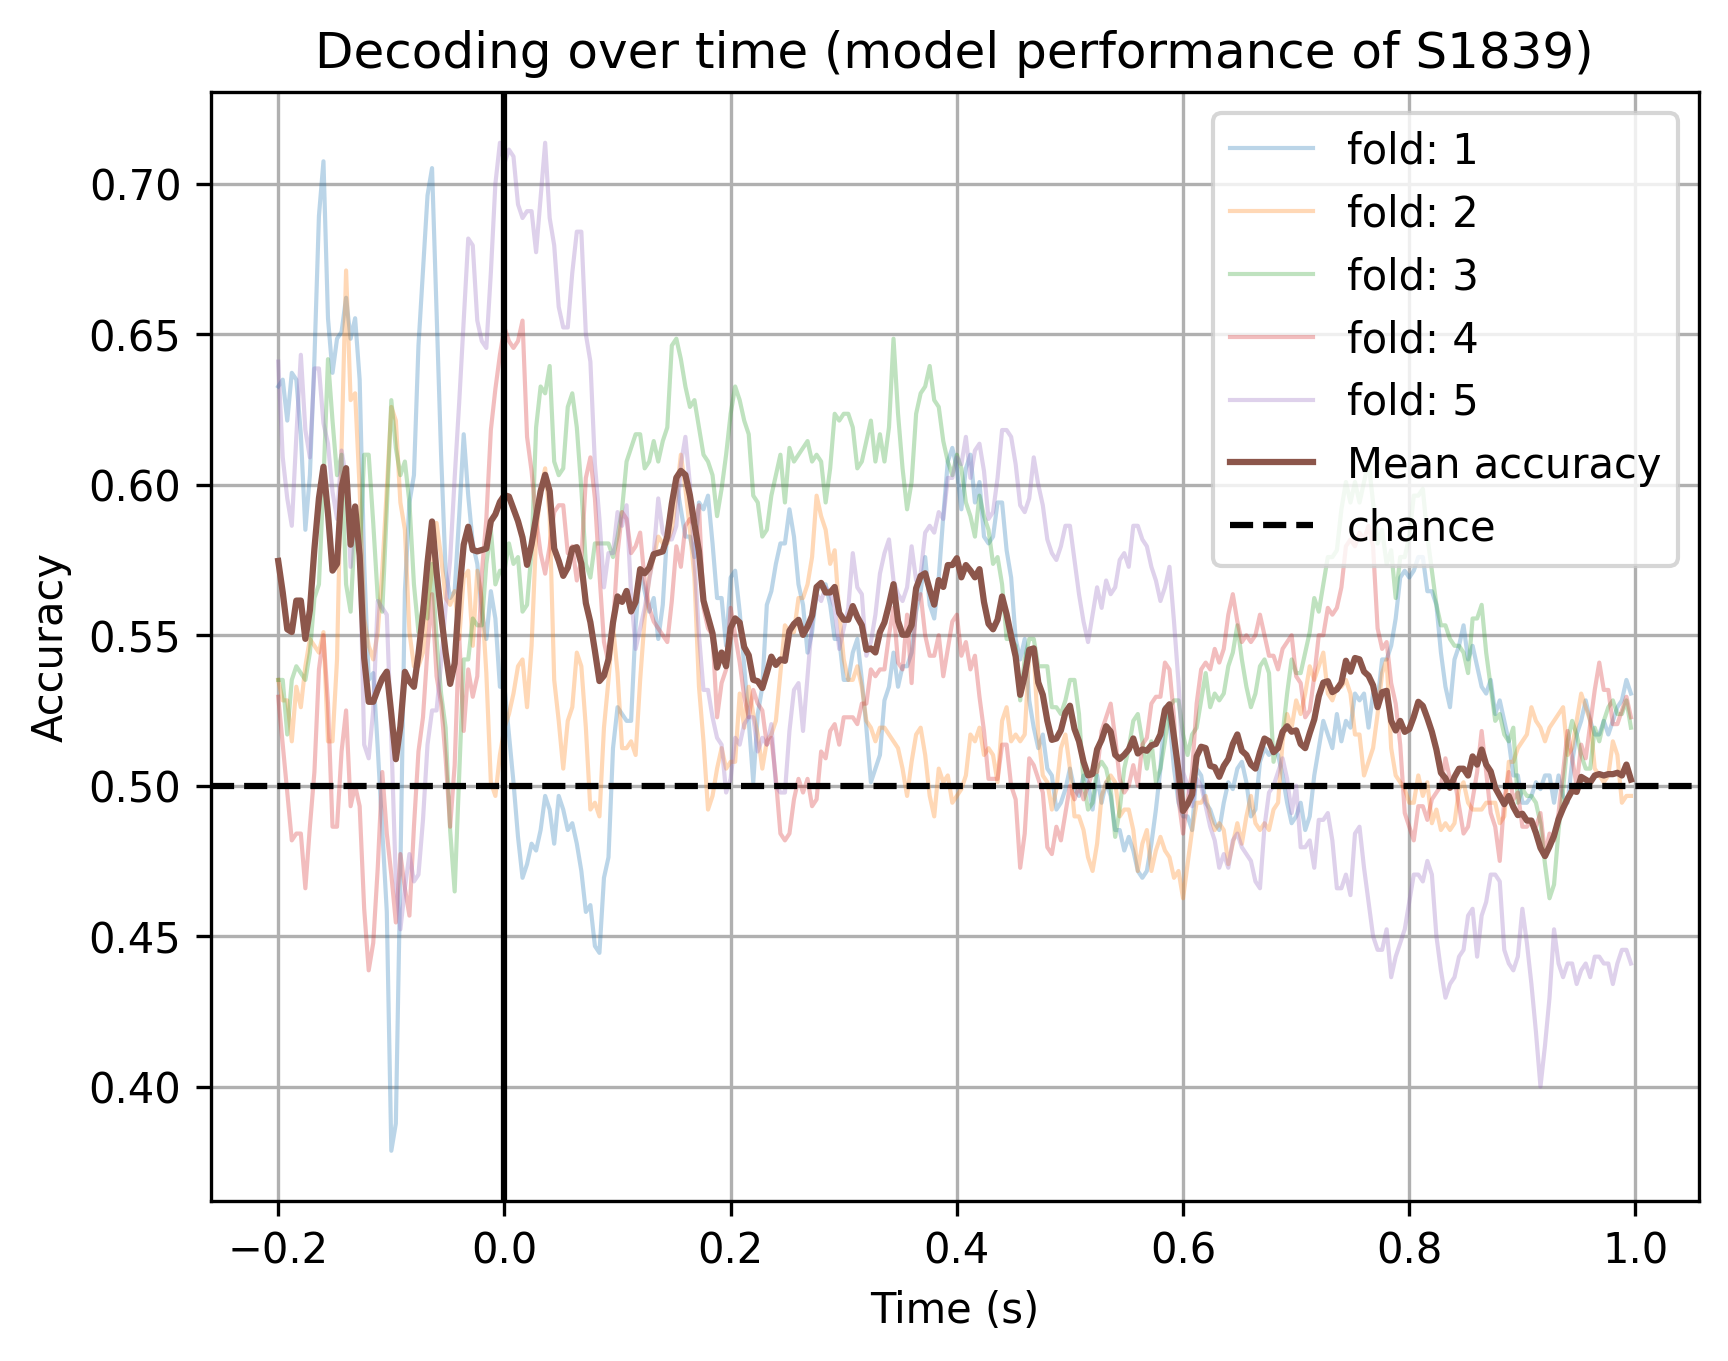 Decoding over time (model performance of S1839)
fold: 1
fold: 2
fold: 3
fold: 4
fold: 5
Mean accuracy
chance
Accuracy
0.70
0.65
0.60
0.55
0.50
0.45
0.40
−0.2 0.0 0.2 0.4 0.6 0.8 1.0
Time (s)